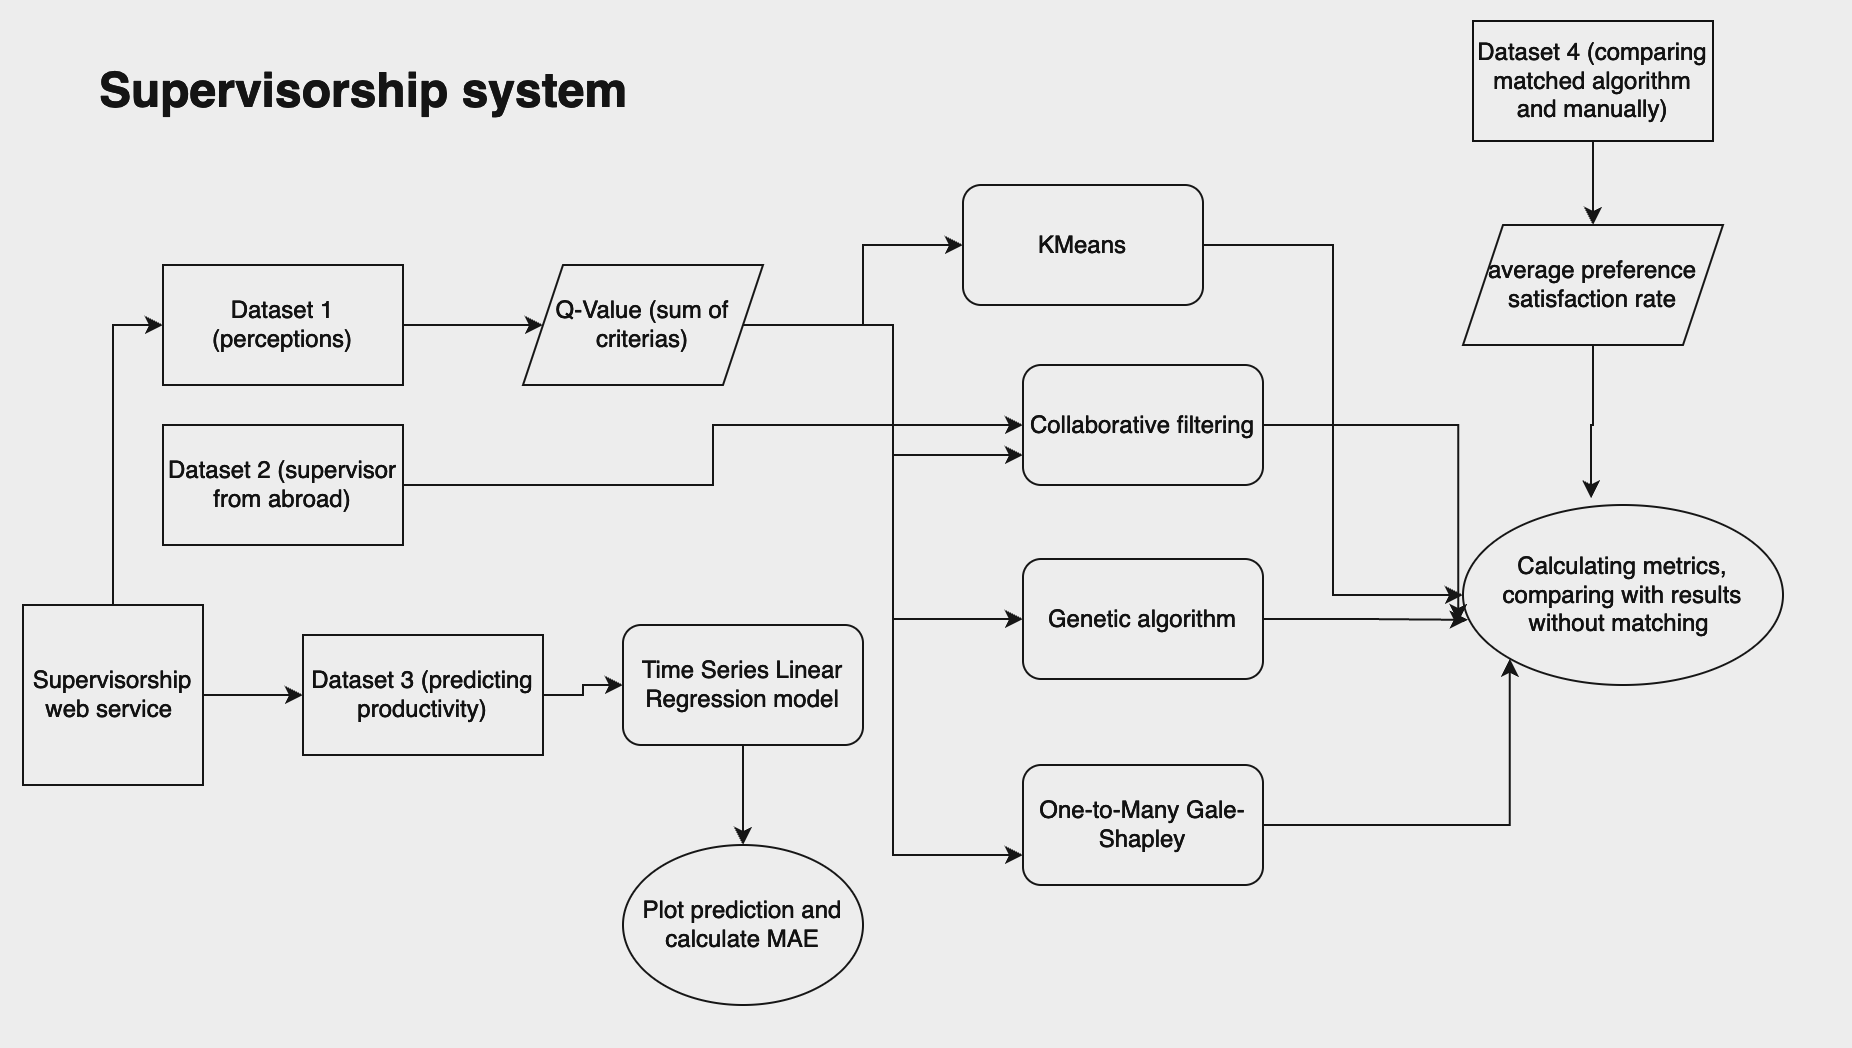 Supervisorship system
Dataset 4 (comparing
matched algorithm
and manually)
KMeans
average preference
satisfaction rate
Dataset 1
(perceptions)
Q-Value (sum of
criterias)
Collaborative filtering
Dataset 2 (supervisor
from abroad)
Calculating metrics,
comparing with results
without matching
Genetic algorithm
Supervisorship
web service
Dataset 3 (predicting
productivity)
Time Series Linear
Regression model
One-to-Many Gale-
Shapley
Plot prediction and
calculate MAE